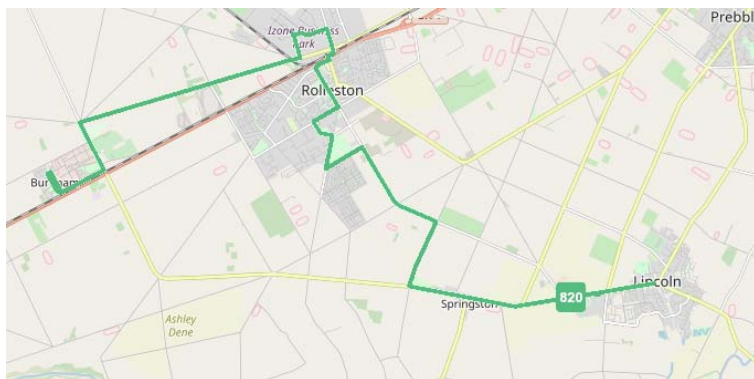 Izone Business
Park
Prebbl
Rolleston
Burnham
820
Lincoln
Springston
Ashley
Dene